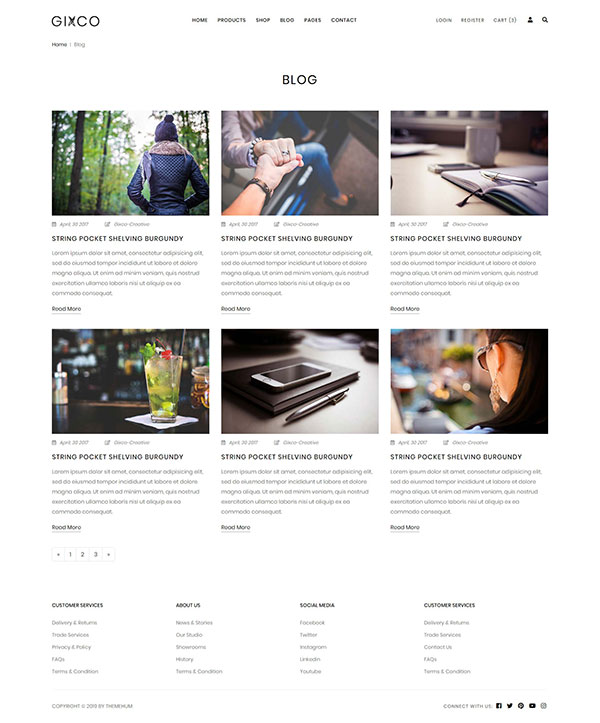 GIXCO
HOME PRODUCTS SHOP BLOG PAGES CONTACT
LOGIN REGISTER CART (3)
Home | Blog
BLOG
April, 30 2017 Gixco-Creative
STRING POCKET SHELVING BURGUNDY
Lorem ipsum dolor sit amet, consectetur adipisicing elit,
sed do eiusmod tempor incididunt ut labore et dolore
magna aliqua. Ut enim ad minim veniam, quis nostrud
exercitation ullamco laboris nisi ut aliquip ex ea
commodo consequat.
Read More
April, 30 2017 Gixco-Creative
STRING POCKET SHELVING BURGUNDY
Lorem ipsum dolor sit amet, consectetur adipisicing elit,
sed do eiusmod tempor incididunt ut labore et dolore
magna aliqua. Ut enim ad minim veniam, quis nostrud
exercitation ullamco laboris nisi ut aliquip ex ea
commodo consequat.
Read More
April, 30 2017 Gixco-Creative
STRING POCKET SHELVING BURGUNDY
Lorem ipsum dolor sit amet, consectetur adipisicing elit,
sed do eiusmod tempor incididunt ut labore et dolore
magna aliqua. Ut enim ad minim veniam, quis nostrud
exercitation ullamco laboris nisi ut aliquip ex ea
commodo consequat.
Read More
April, 30 2017 Gixco-Creative
STRING POCKET SHELVING BURGUNDY
Lorem ipsum dolor sit amet, consectetur adipisicing elit,
sed do eiusmod tempor incididunt ut labore et dolore
magna aliqua. Ut enim ad minim veniam, quis nostrud
exercitation ullamco laboris nisi ut aliquip ex ea
commodo consequat.
Read More
April, 30 2017 Gixco-Creative
STRING POCKET SHELVING BURGUNDY
Lorem ipsum dolor sit amet, consectetur adipisicing elit,
sed do eiusmod tempor incididunt ut labore et dolore
magna aliqua. Ut enim ad minim veniam, quis nostrud
exercitation ullamco laboris nisi ut aliquip ex ea
commodo consequat.
Read More
April, 30 2017 Gixco-Creative
STRING POCKET SHELVING BURGUNDY
Lorem ipsum dolor sit amet, consectetur adipisicing elit,
sed do eiusmod tempor incididunt ut labore et dolore
magna aliqua. Ut enim ad minim veniam, quis nostrud
exercitation ullamco laboris nisi ut aliquip ex ea
commodo consequat.
Read More
« 1 2 3 »
CUSTOMER SERVICES
Delivery & Returns
Trade Services
Privacy & Policy
FAQs
Terms & Condition
ABOUT US
News & Stories
Our Studio
Showrooms
History
Terms & Condition
SOCIAL MEDIA
Facebook
Twitter
Instagram
Linkedin
Youtube
CUSTOMER SERVICES
Delivery & Returns
Trade Services
Contact Us
FAQs
Terms & Condition
COPYRIGHT © 2019 BY THEMEHUM
CONNECT WITH US: